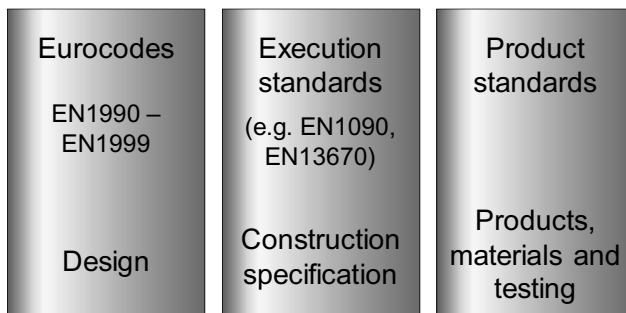 Eurocodes
EN1990 –
EN1999
Design
Execution
standards
(e.g. EN1090,
EN13670)
Construction
specification
Product
standards
Products,
materials and
testing